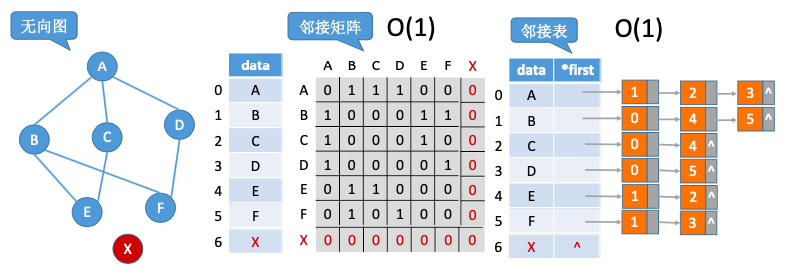 无向图
A
B
C
D
E
F
X
邻接矩阵 O(1)
data
0 A
1 B
2 C
3 D
4 E
5 F
6 X
A B C D E F X
A 0 1 1 1 0 0 0
B 1 0 0 0 1 1 0
C 1 0 0 0 1 0 0
D 1 0 0 0 0 1 0
E 0 1 1 0 0 0 0
F 0 1 0 1 0 0 0
X 0 0 0 0 0 0 0
邻接表 O(1)
data *first
0 A 1 2 3 ^
1 B 0 4 5 ^
2 C 0 4 ^
3 D 0 5 ^
4 E 1 2 ^
5 F 1 3 ^
6 X ^